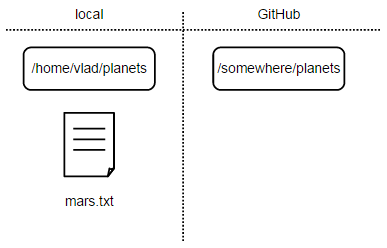 local
GitHub
/home/vlad/planets
/somewhere/planets
mars.txt